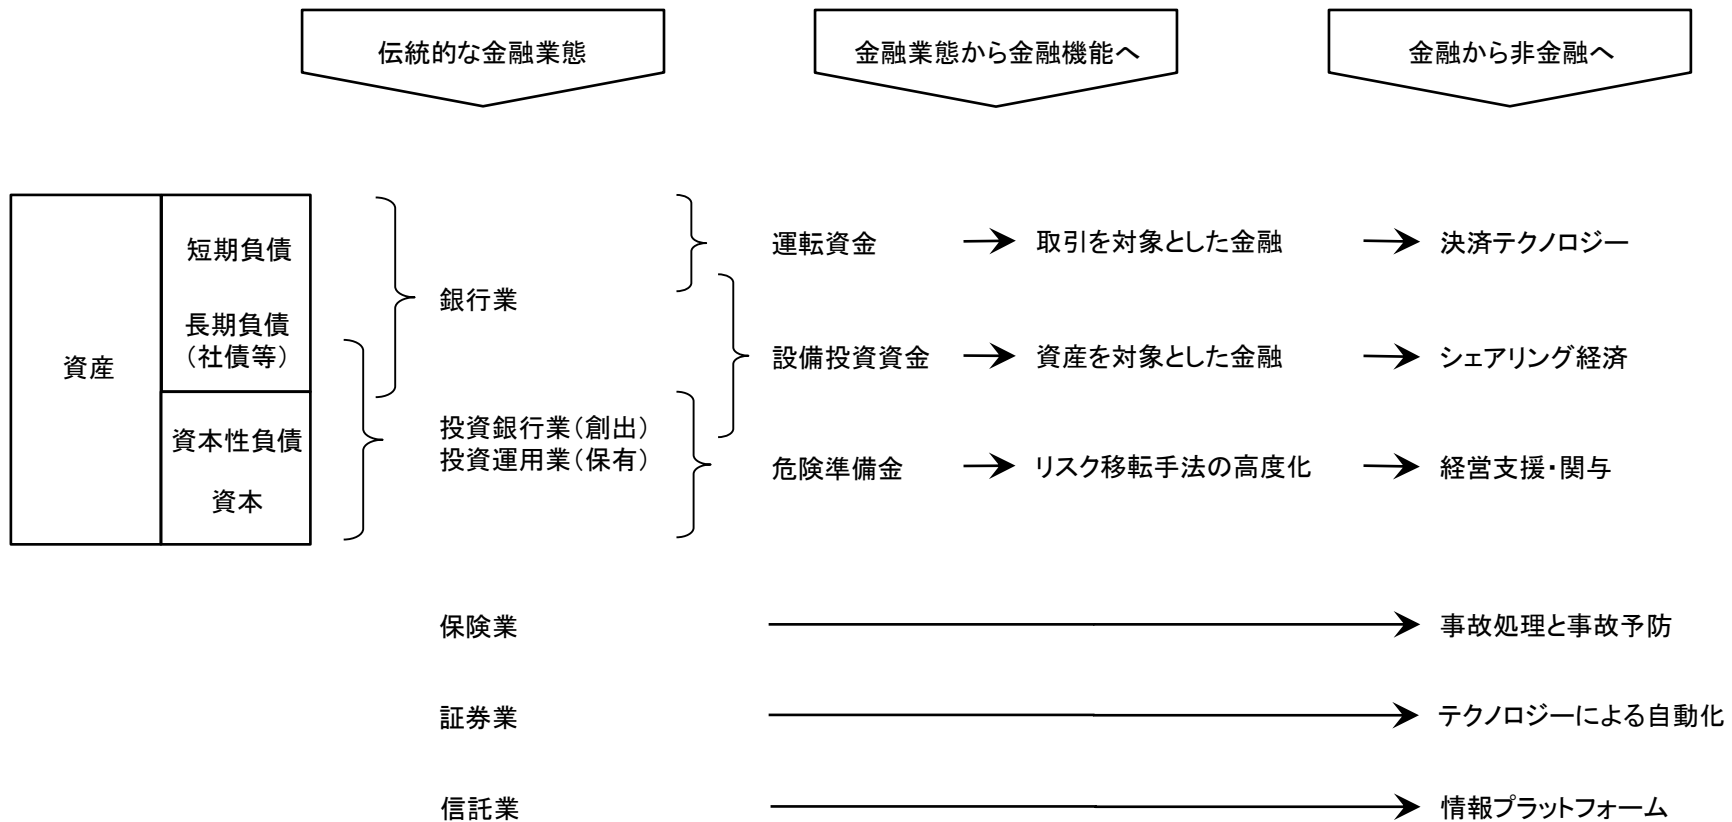 伝統的な金融業態
金融業態から金融機能へ
金融から非金融へ
資産
短期負債
長期負債
（社債等）
資本性負債
資本
銀行業
投資銀行業（創出）
投資運用業（保有）
運転資金
取引を対象とした金融
決済テクノロジー
設備投資資金
資産を対象とした金融
シェアリング経済
危険準備金
リスク移転手法の高度化
経営支援・関与
保険業
事故処理と事故予防
証券業
テクノロジーによる自動化
信託業
情報プラットフォーム